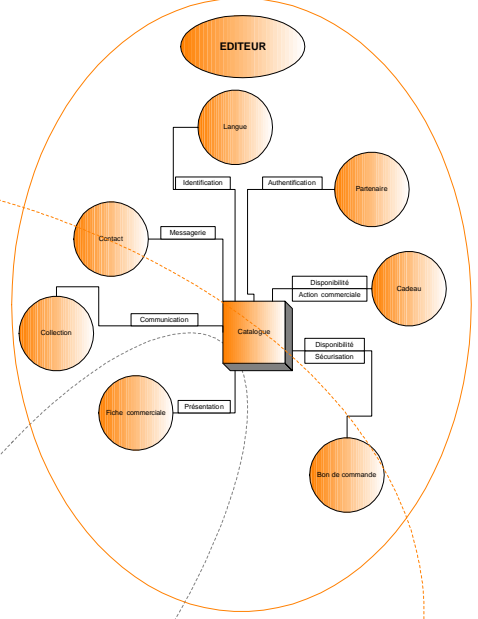 EDITEUR
Langue
Identification
Authentification
Partenaire
Contact
Messagerie
Disponibilité
Action commerciale
Cadeau
Communication
Collection
Catalogue
Disponibilité
Sécurisation
Présentation
Fiche commerciale
Bon de commande